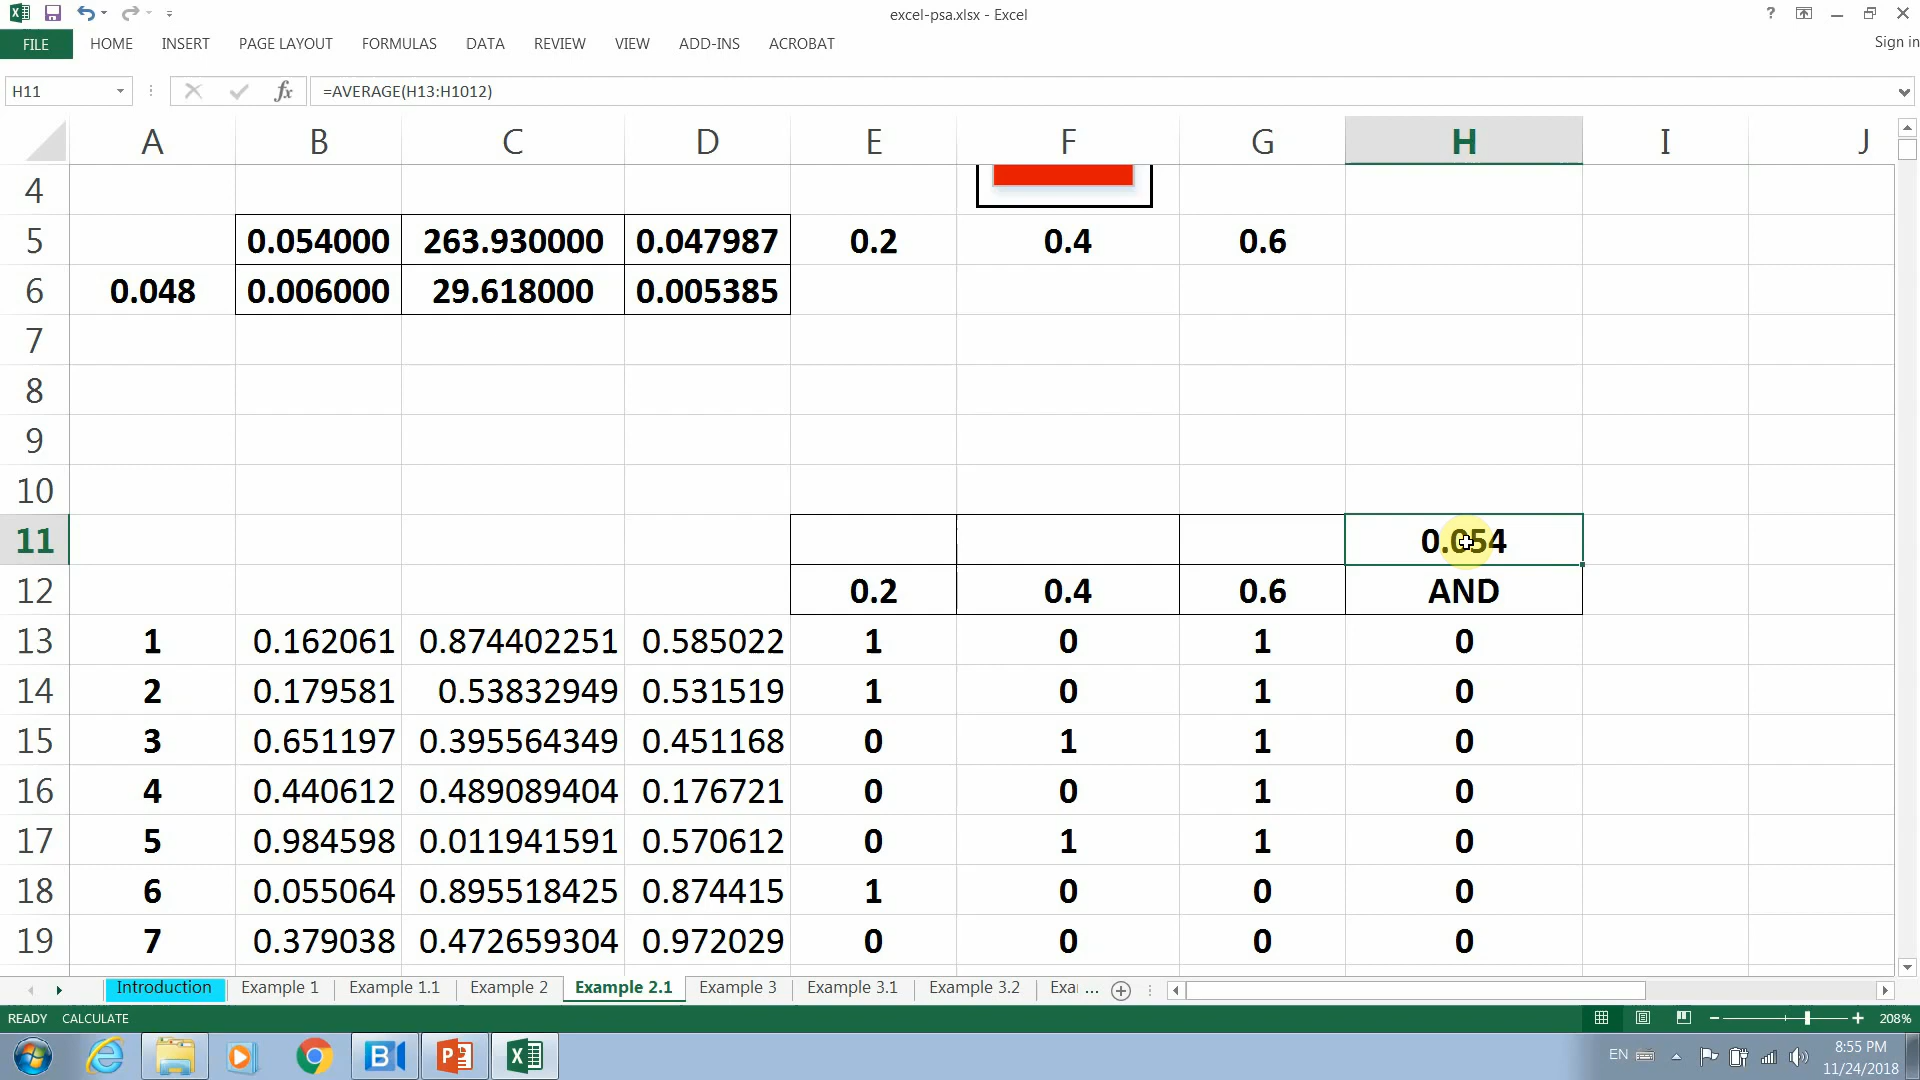 excel-psa.xlsx - Excel
?
FILE HOME INSERT PAGE LAYOUT FORMULAS DATA REVIEW VIEW ADD-INS ACROBAT Sign in
H11 fx =AVERAGE(H13:H1012)
A B C D E F G H I J
4
5 0.054000 263.930000 0.047987 0.2 0.4 0.6
6 0.048 0.006000 29.618000 0.005385
7
8
9
10
11 0.054
12 0.2 0.4 0.6 AND
13 1 0.162061 0.874402251 0.585022 1 0 1 0
14 2 0.179581 0.53832949 0.531519 1 0 1 0
15 3 0.651197 0.395564349 0.451168 0 1 1 0
16 4 0.440612 0.489089404 0.176721 0 0 1 0
17 5 0.984598 0.011941591 0.570612 0 1 1 0
18 6 0.055064 0.895518425 0.874415 1 0 0 0
19 7 0.379038 0.472659304 0.972029 0 0 0 0
Introduction Example 1 Example 1.1 Example 2 Example 2.1 Example 3 Example 3.1 Example 3.2 Exa ...
READY CALCULATE 208%
EN 8:55 PM
11/24/2018